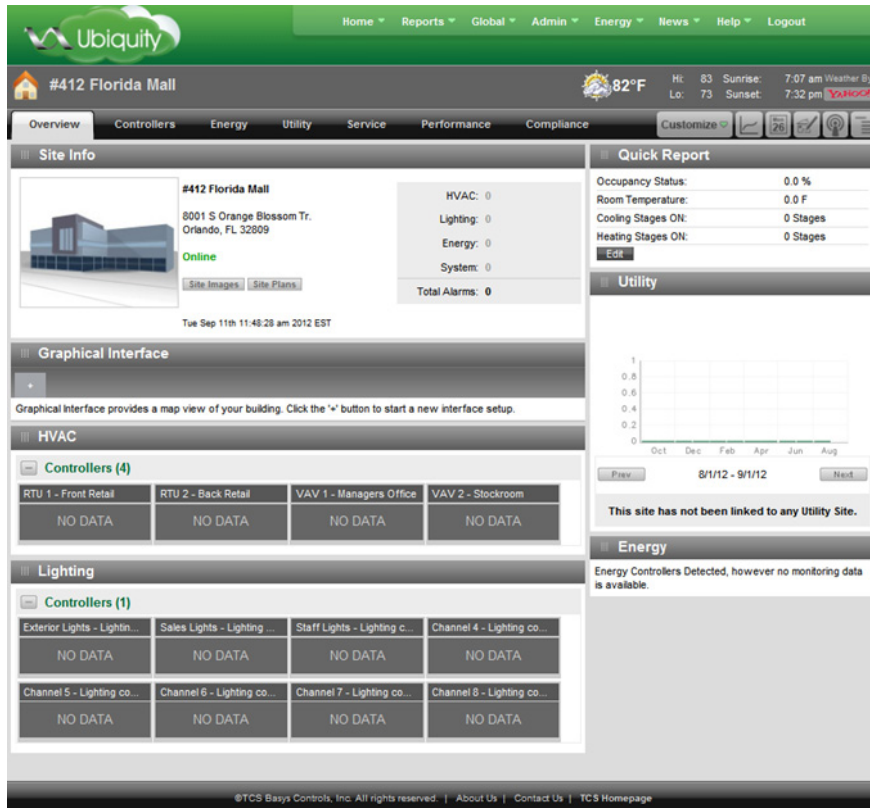 Ubiquity
Home Reports Global Admin Energy News Help Logout
#412 Florida Mall
82°F
Hi: 83 Sunrise: 7:07 am Weather By
Lo: 73 Sunset: 7:32 pm YAHOO!
Overview Controllers Energy Utility Service Performance Compliance
Customize
26
Site Info
#412 Florida Mall
8001 S Orange Blossom Tr.
Orlando, FL 32809
Online
Site Images Site Plans
Tue Sep 11th 11:48:28 am 2012 EST
HVAC: 0
Lighting: 0
Energy: 0
System: 0
Total Alarms: 0
Graphical Interface
+
Graphical Interface provides a map view of your building. Click the '+' button to start a new interface setup.
HVAC
Controllers (4)
RTU 1 - Front Retail RTU 2 - Back Retail VAV 1 - Managers Office VAV 2 - Stockroom
NO DATA NO DATA NO DATA NO DATA
Lighting
Controllers (1)
Exterior Lights - Lightin... Sales Lights - Lighting ... Staff Lights - Lighting c... Channel 4 - Lighting co...
NO DATA NO DATA NO DATA NO DATA
Channel 5 - Lighting co... Channel 6 - Lighting co... Channel 7 - Lighting co... Channel 8 - Lighting co...
NO DATA NO DATA NO DATA NO DATA
Quick Report
Occupancy Status: 0.0 %
Room Temperature: 0.0 F
Cooling Stages ON: 0 Stages
Heating Stages ON: 0 Stages
Edit
Utility
1
0.8
0.6
0.4
0.2
0
Oct Dec Feb Apr Jun Aug
Prev 8/1/12 - 9/1/12 Next
This site has not been linked to any Utility Site.
Energy
Energy Controllers Detected, however no monitoring data
is available.
©TCS Basys Controls, Inc. All rights reserved. | About Us | Contact Us | TCS Homepage